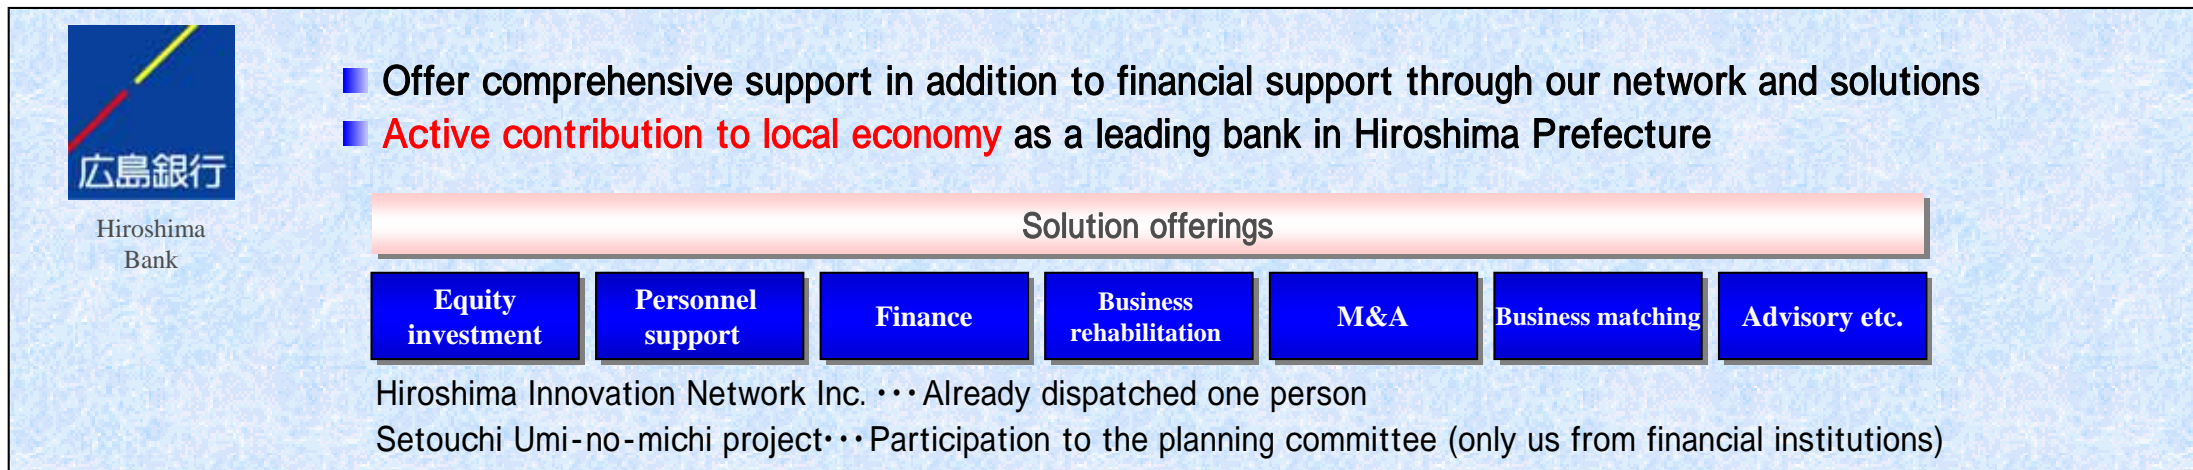 広島銀行
Hiroshima
Bank
Offer comprehensive support in addition to financial support through our network and solutions
Active contribution to local economy as a leading bank in Hiroshima Prefecture
Solution offerings
Equity
investment
Personnel
support
Finance
Business
rehabilitation
M&A
Business matching
Advisory etc.
Hiroshima Innovation Network Inc. ・・・Already dispatched one person
Setouchi Umi-no-michi project・・・Participation to the planning committee (only us from financial institutions)